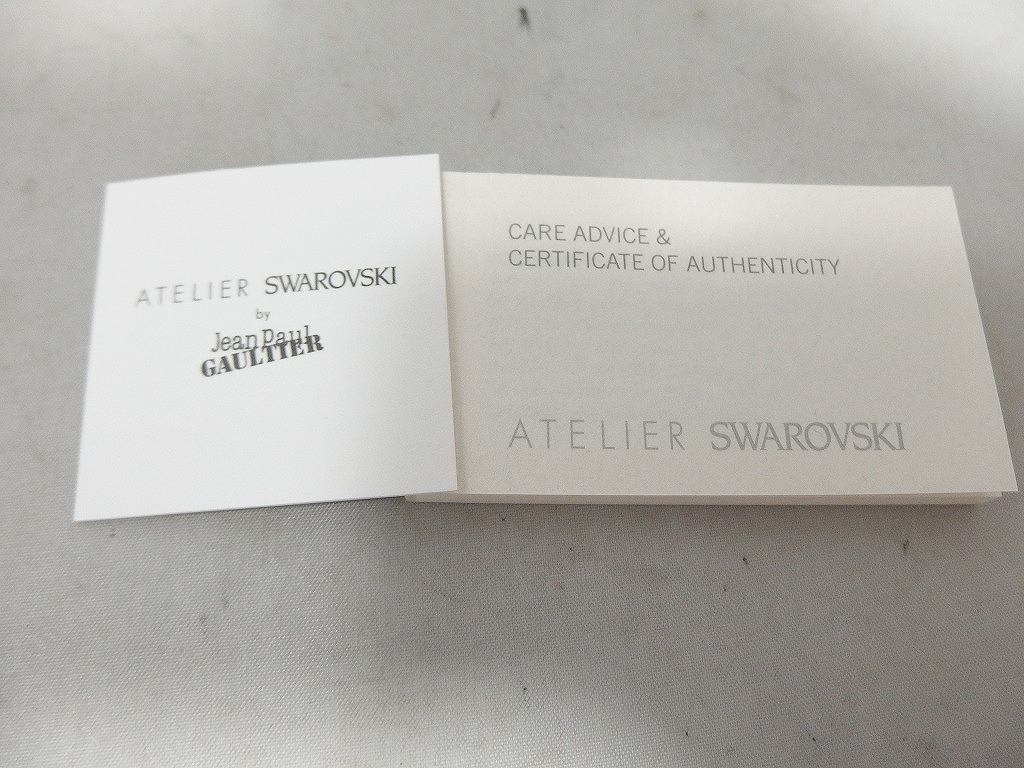 ATELIER SWAROVSKI
by
Jean Paul
GAULTIER
CARE ADVICE &
CERTIFICATE OF AUTHENTICITY
ATELIER SWAROVSKI